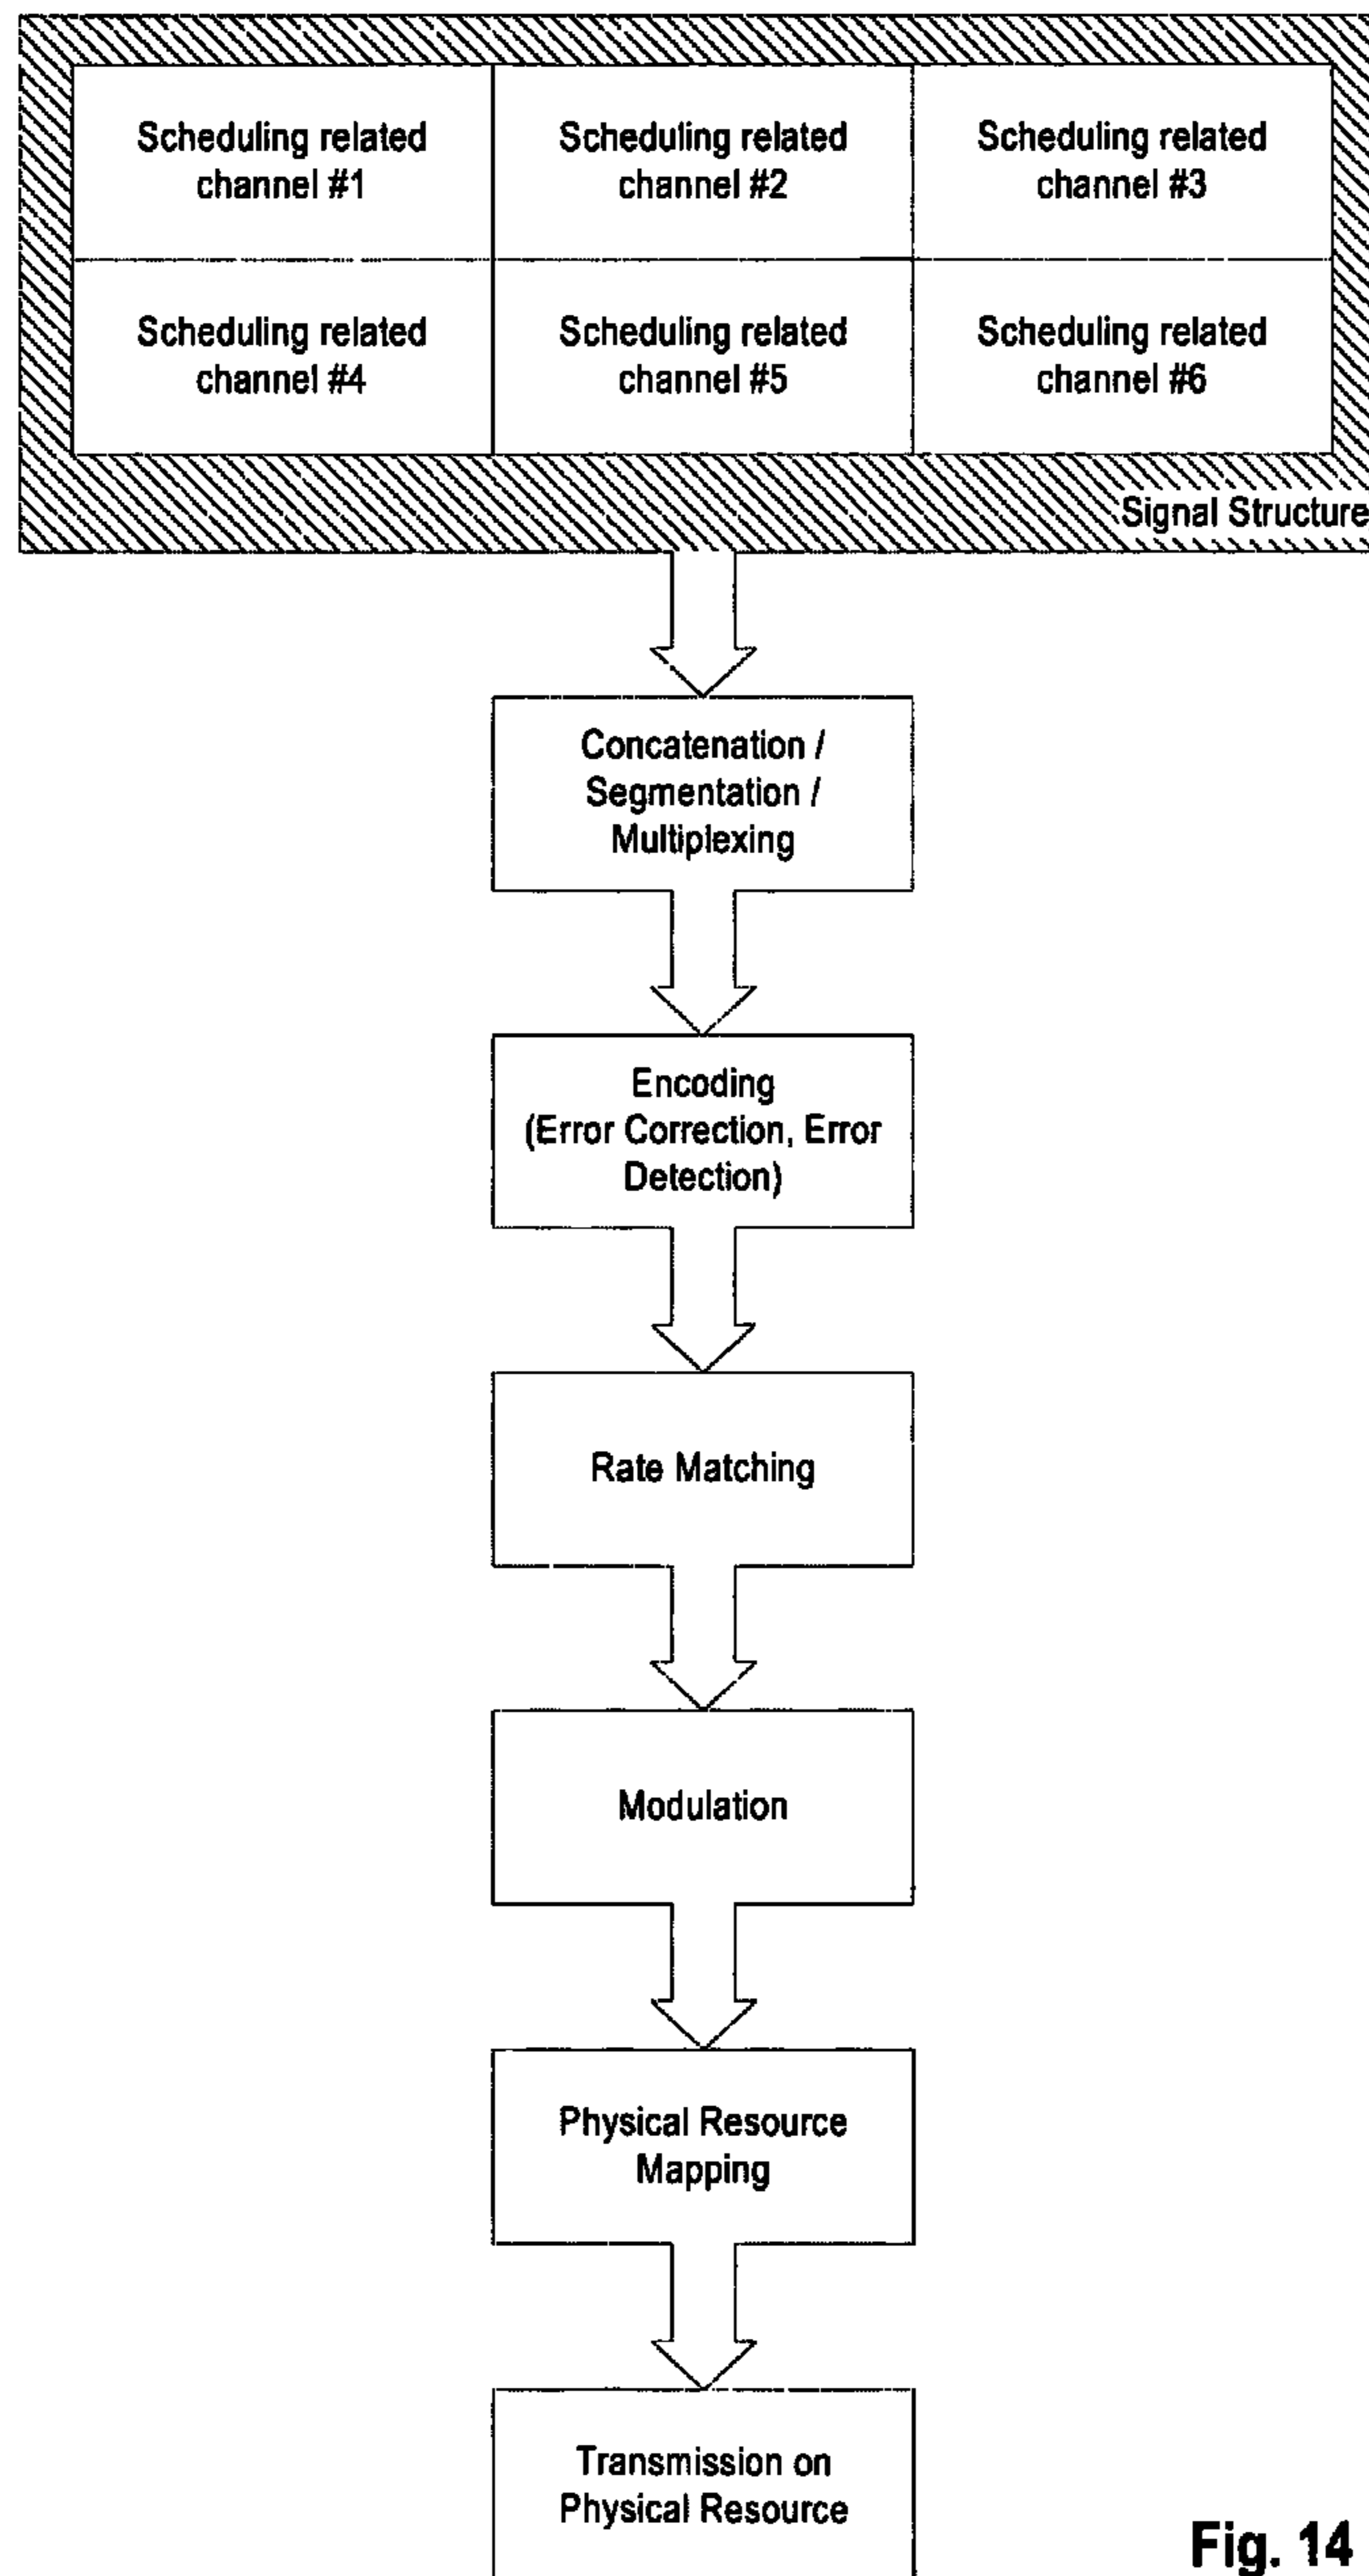 Scheduling related
channel #1
Scheduling related
channel #2
Scheduling related
channel #3
Scheduling related
channel #4
Scheduling related
channel #5
Scheduling related
channel #6
Signal Structure
Concatenation /
Segmentation /
Multiplexing
Encoding
(Error Correction, Error
Detection)
Rate Matching
Modulation
Physical Resource
Mapping
Transmission on
Physical Resource
Fig. 14